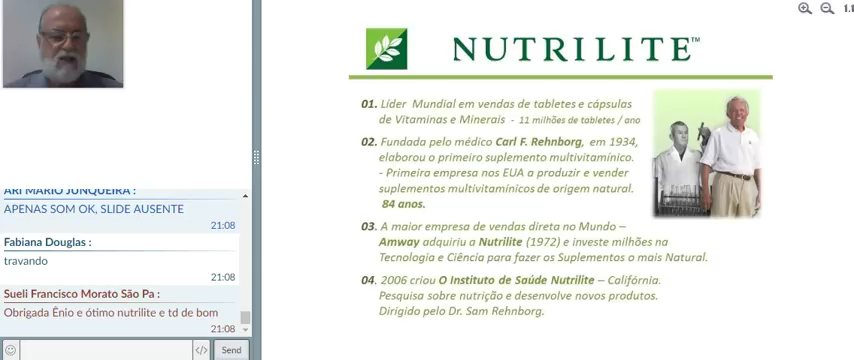 1.1
NUTRILITE™
01. Líder Mundial em vendas de tabletes e cápsulas
de Vitaminas e Minerais - 11 milhões de tabletes / ano
02. Fundada pelo médico Carl F. Rehnborg, em 1934,
elaborou o primeiro suplemento multivitamínico.
- Primeira empresa nos EUA a produzir e vender
suplementos multivitamínicos de origem natural.
84 anos.
03. A maior empresa de vendas direta no Mundo –
Amway adquiriu a Nutrilite (1972) e investe milhões na
Tecnologia e Ciência para fazer os Suplementos o mais Natural.
04. 2006 criou O Instituto de Saúde Nutrilite – Califórnia.
Pesquisa sobre nutrição e desenvolve novos produtos.
Dirigido pelo Dr. Sam Rehnborg.
ARI MARIO JUNQUEIRA :
APENAS SOM OK, SLIDE AUSENTE
21:08
Fabiana Douglas :
travando
21:08
Sueli Francisco Morato São Pa :
Obrigada Ênio e ótimo nutrilite e td de bom
21:08
</> Send